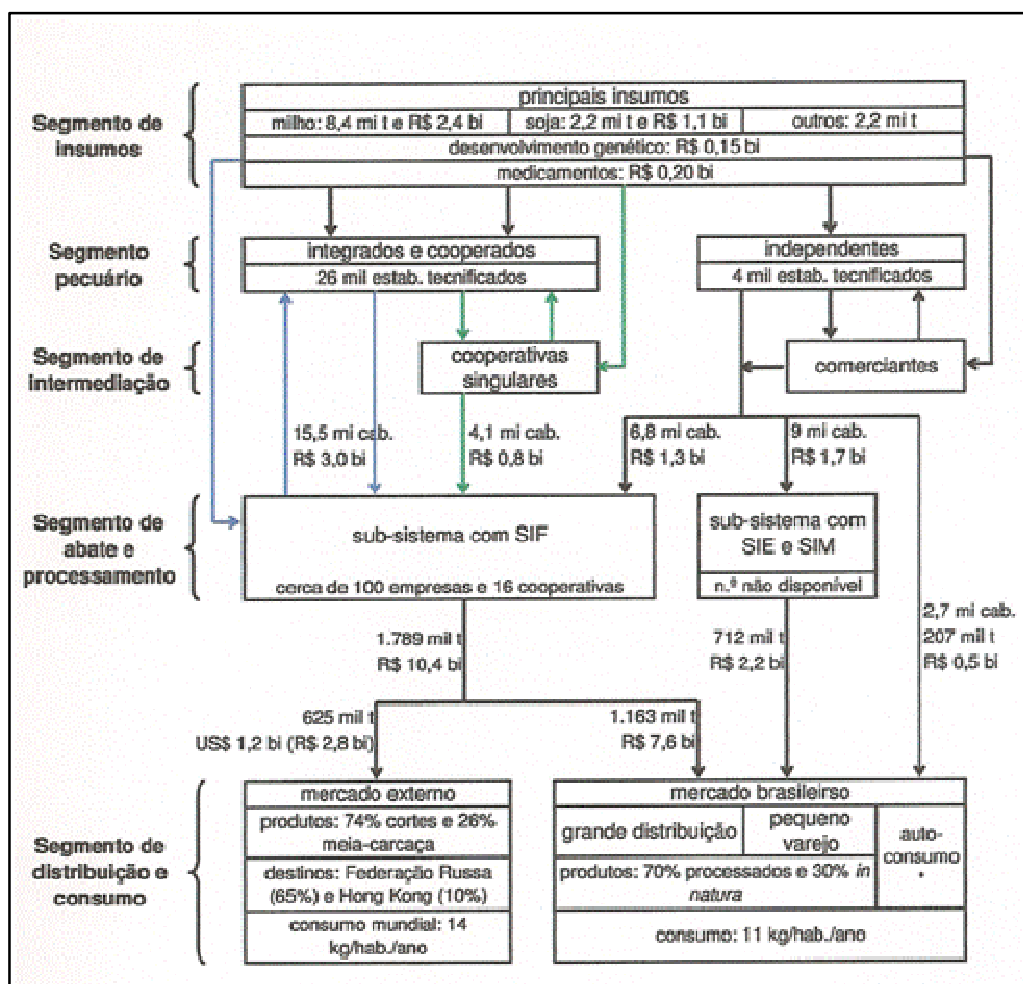 principais insumos
Segmento de
insumos
milho: 8,4 mi t e R$ 2,4 bi
soja: 2,2 mi t e R$ 1,1 bi
outros: 2,2 mi t
desenvolvimento genético: R$ 0,15 bi
medicamentos: R$ 0,20 bi
Segmento
pecuário
integrados e cooperados
26 mil estab. tecnificados
independentes
4 mil estab. tecnificados
Segmento de
intermediação
cooperativas
singulares
comerciantes
15,5 mi cab.
R$ 3,0 bi
4,1 mi cab.
R$ 0,8 bi
6,8 mi cab.
R$ 1,3 bi
9 mi cab.
R$ 1,7 bi
Segmento de
abate e
processamento
sub-sistema com SIF
cerca de 100 empresas e 16 cooperativas
sub-sistema com
SIE e SIM
n.º não disponível
1.789 mil t
R$ 10,4 bi
712 mil t
R$ 2,2 bi
2,7 mi cab.
207 mil t
R$ 0,5 bi
625 mil t
US$ 1,2 bi (R$ 2,8 bi)
1.163 mil t
R$ 7,6 bi
Segmento de
distribuição e
consumo
mercado externo
produtos: 74% cortes e 26%
meia-carcaça
destinos: Federação Russa
(65%) e Hong Kong (10%)
consumo mundial: 14
kg/hab./ano
mercado brasileirso
grande distribuição
pequeno
varejo
auto-
consumo
produtos: 70% processados e 30% in
natura
consumo: 11 kg/hab./ano